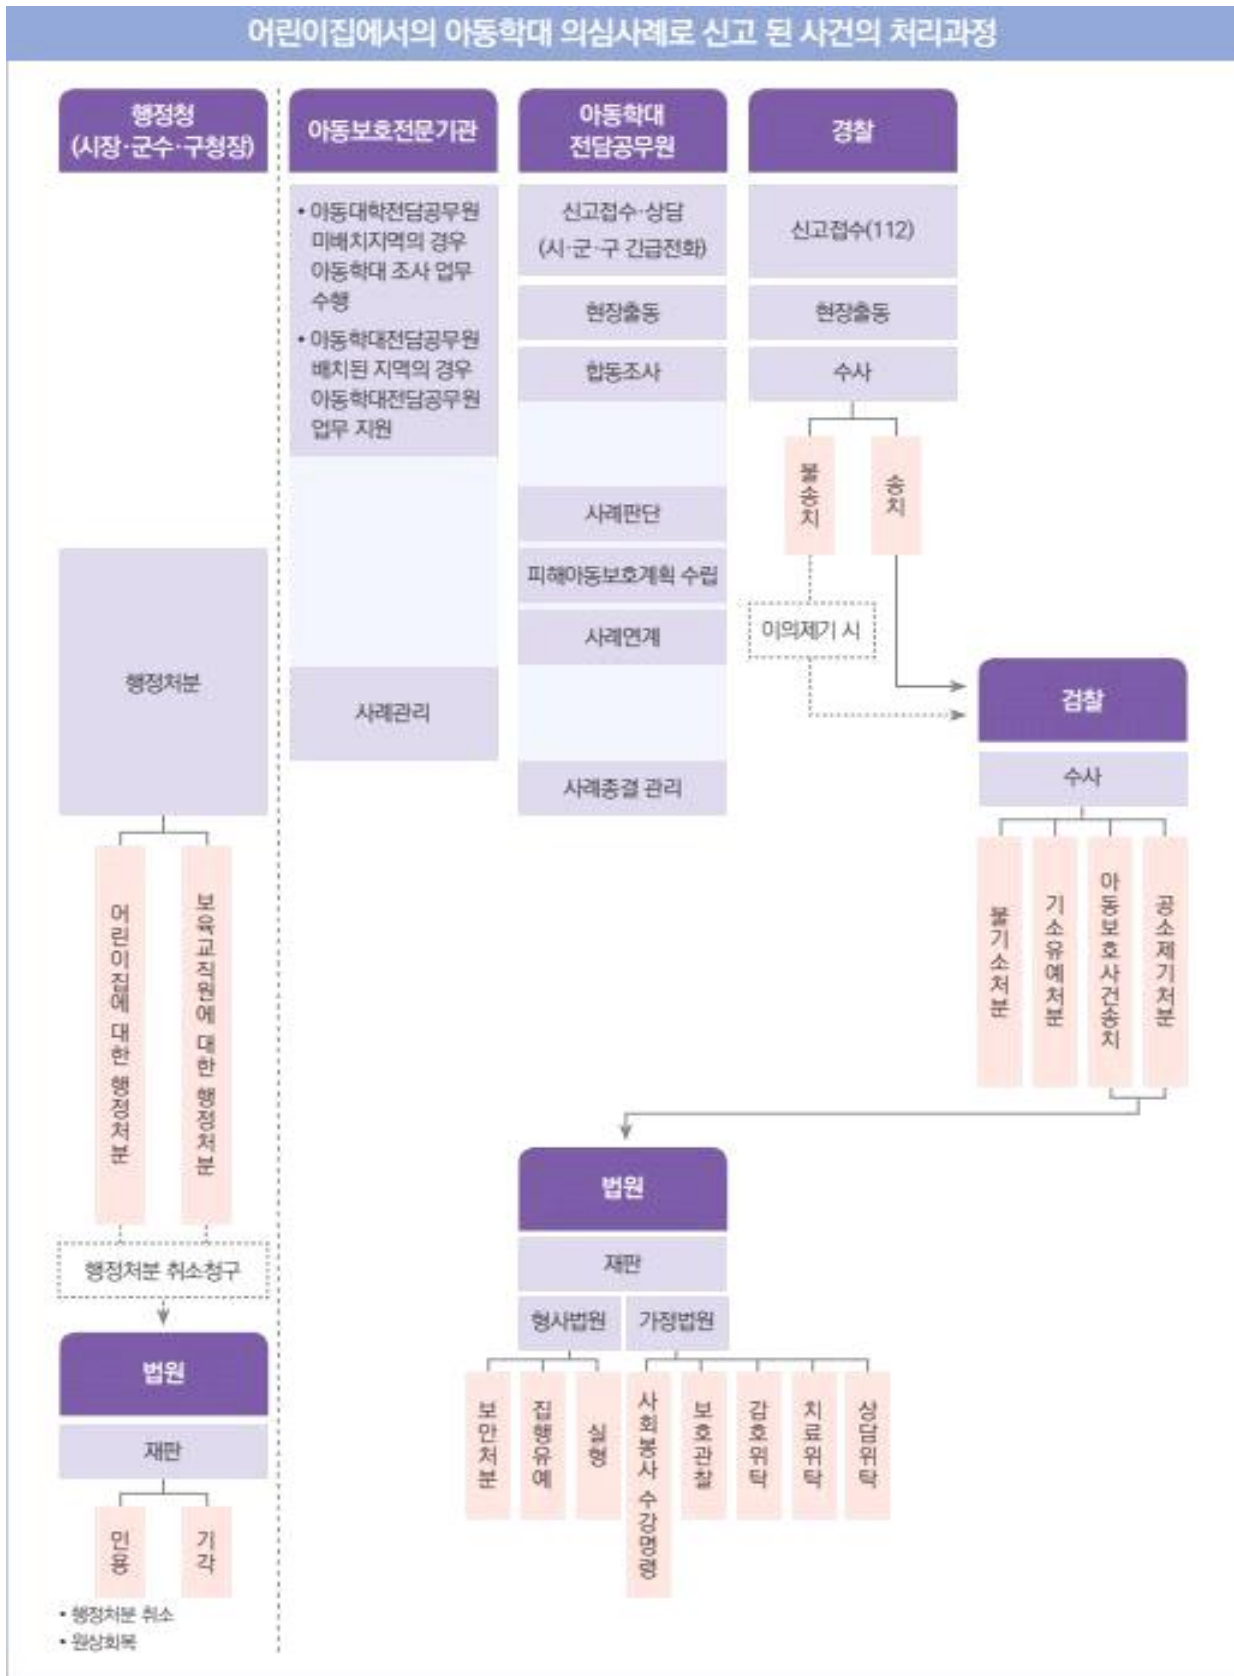 어린이집에서의 아동학대 의심사례로 신고 된 사건의 처리과정
행정청
(시장·군수·구청장)
행정처분
어린이집에 대한 행정처분
보육교직원에 대한 행정처분
행정처분 취소청구
법원
재판
인용
기각
• 행정처분 취소
• 원상회복
아동보호전문기관
• 아동대학전담공무원
미배치지역의 경우
아동학대 조사 업무
수행
• 아동학대전담공무원
배치된 지역의 경우
아동학대전담공무원
업무 지원
사례관리
아동학대
전담공무원
신고접수·상담
(시·군·구 긴급전화)
현장출동
합동조사
사례판단
피해아동보호계획 수립
사례연계
사례종결 관리
경찰
신고접수(112)
현장출동
수사
불송치
송치
이의제기 시
검찰
수사
불기소처분
기소유예처분
아동보호사건송치
공소제기처분
법원
재판
형사법원
가정법원
보안처분
집행유예
실형
사회봉사 수강명령
보호관찰
감호위탁
치료위탁
상담위탁